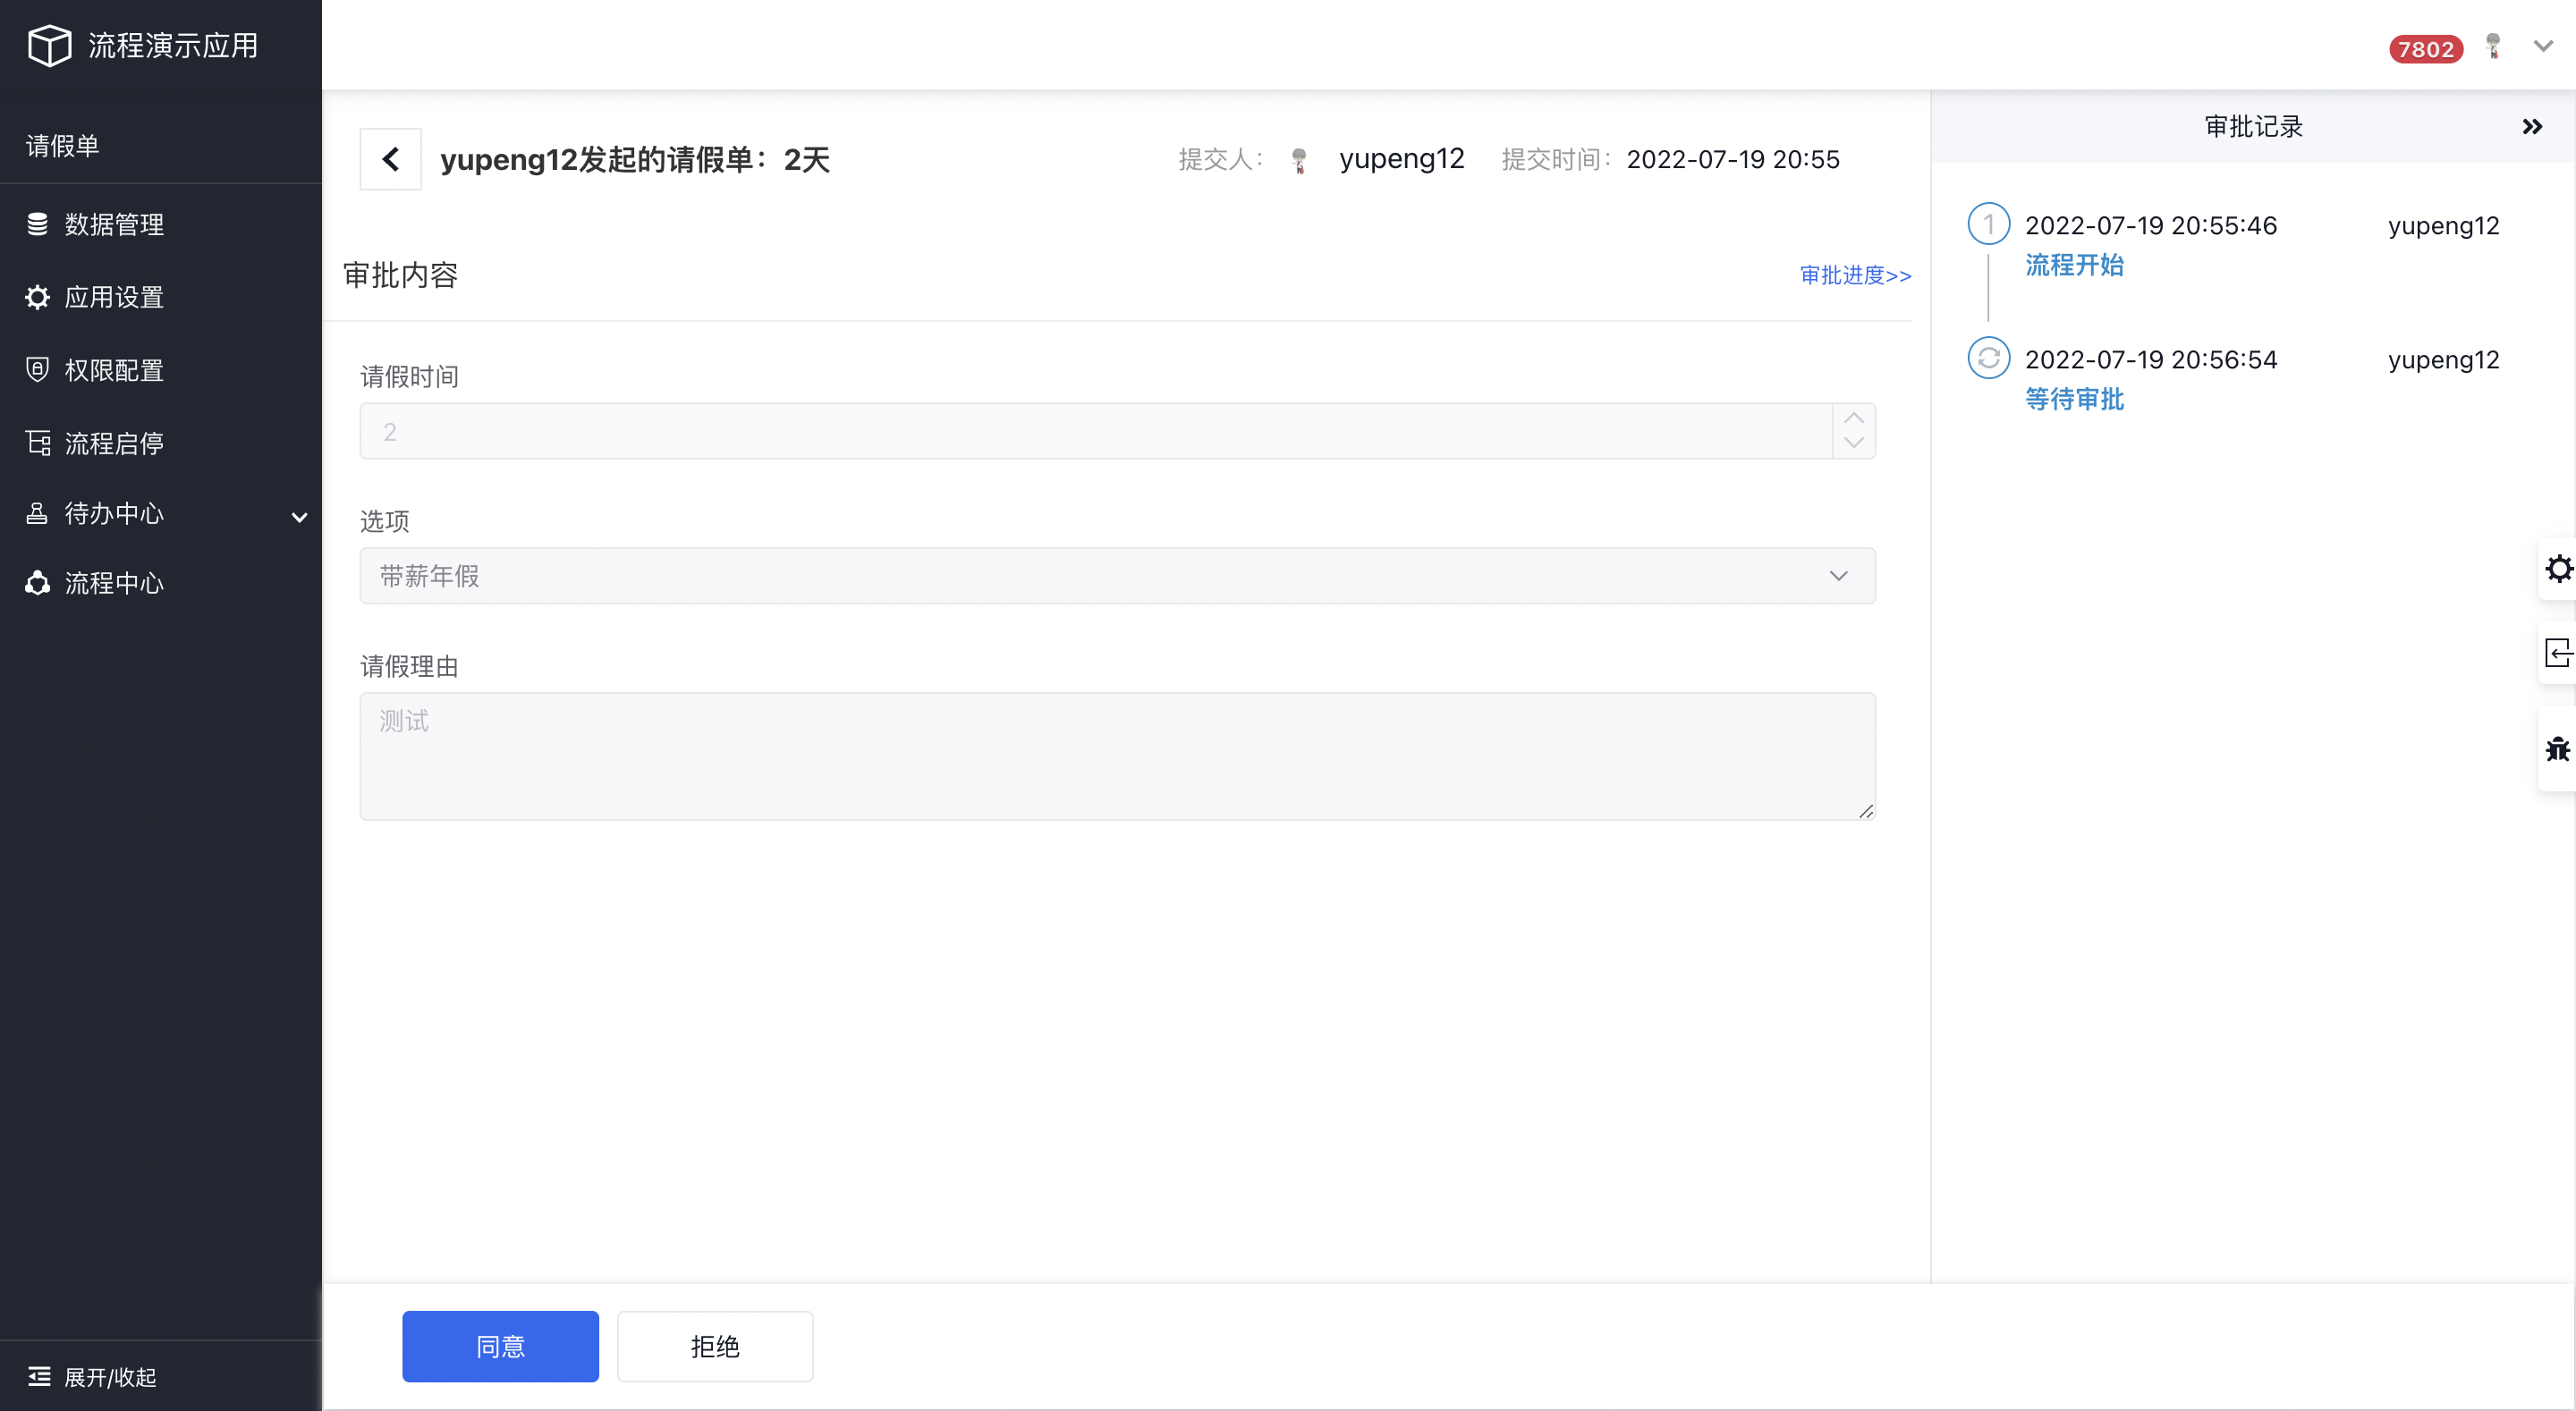 流程演示应用
7802
请假单
数据管理
应用设置
权限配置
流程启停
待办中心
流程中心
展开/收起
yupeng12发起的请假单：2天
提交人： yupeng12 提交时间：2022-07-19 20:55
审批内容
审批进度>>
请假时间
2
选项
带薪年假
请假理由
测试
同意
拒绝
审批记录
1 2022-07-19 20:55:46 yupeng12
流程开始
2022-07-19 20:56:54 yupeng12
等待审批